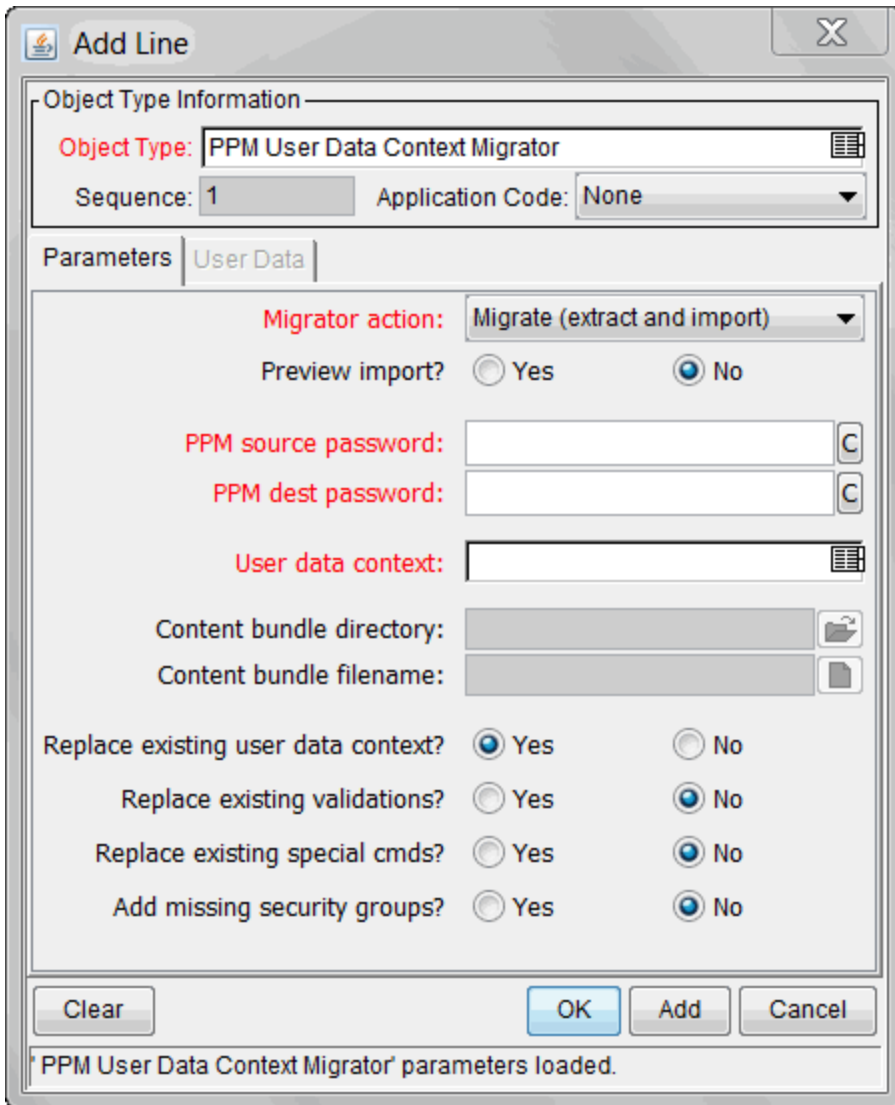 Add Line
Object Type Information
Object Type: PPM User Data Context Migrator
Sequence: 1 Application Code: None
Parameters User Data
Migrator action: Migrate (extract and import)
Preview import? Yes No
PPM source password: C
PPM dest password: C
User data context:
Content bundle directory:
Content bundle filename:
Replace existing user data context? Yes No
Replace existing validations? Yes No
Replace existing special cmds? Yes No
Add missing security groups? Yes No
Clear OK Add Cancel
' PPM User Data Context Migrator' parameters loaded.